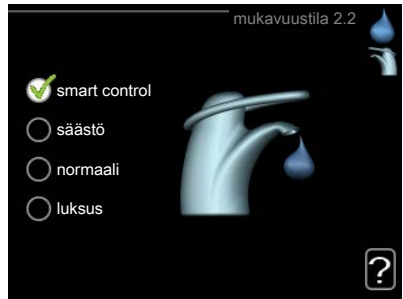 mukavuustila 2.2
smart control
säästö
normaali
luksus
?